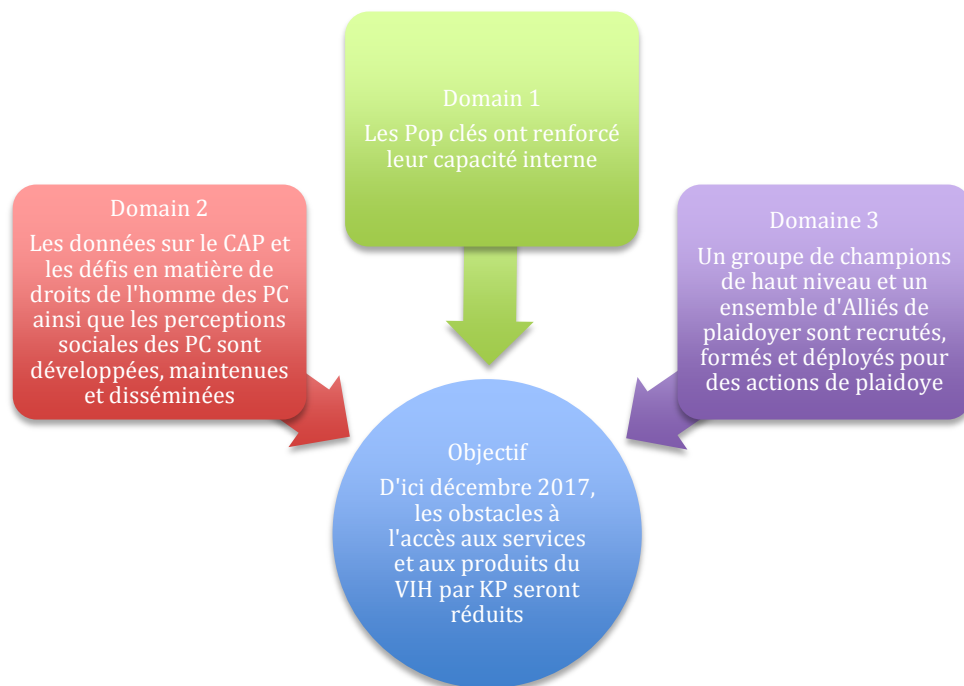 Domain 1
Les Pop clés ont renforcé
leur capacité interne
Domain 2
Les données sur le CAP et
les défis en matière de
droits de l'homme des PC
ainsi que les perceptions
sociales des PC sont
développées, maintenues
et disséminées
Domaine 3
Un groupe de champions
de haut niveau et un
ensemble d'Alliés de
plaidoyer sont recrutés,
formés et déployés pour
des actions de plaidoye
Objectif
D'ici décembre 2017,
les obstacles à
l'accès aux services
et aux produits du
VIH par KP seront
réduits